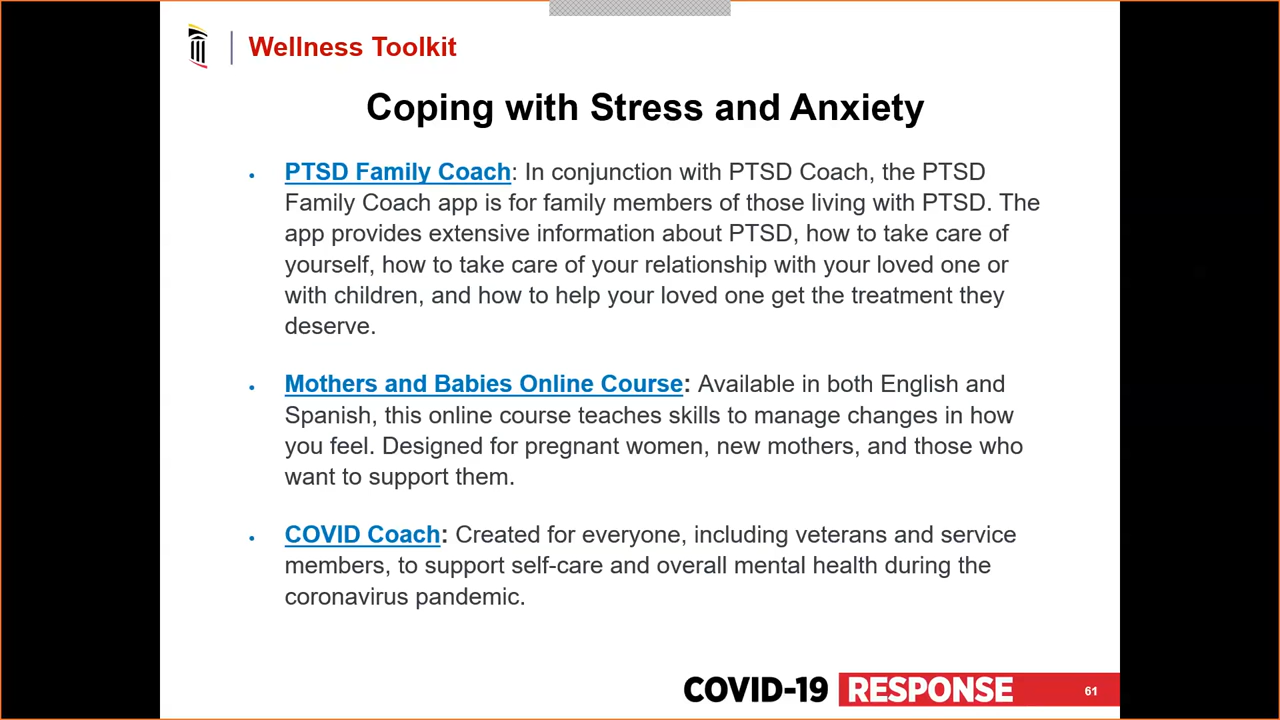 Wellness Toolkit
Coping with Stress and Anxiety
• PTSD Family Coach: In conjunction with PTSD Coach, the PTSD
Family Coach app is for family members of those living with PTSD. The
app provides extensive information about PTSD, how to take care of
yourself, how to take care of your relationship with your loved one or
with children, and how to help your loved one get the treatment they
deserve.
• Mothers and Babies Online Course: Available in both English and
Spanish, this online course teaches skills to manage changes in how
you feel. Designed for pregnant women, new mothers, and those who
want to support them.
• COVID Coach: Created for everyone, including veterans and service
members, to support self-care and overall mental health during the
coronavirus pandemic.
COVID-19 RESPONSE 61